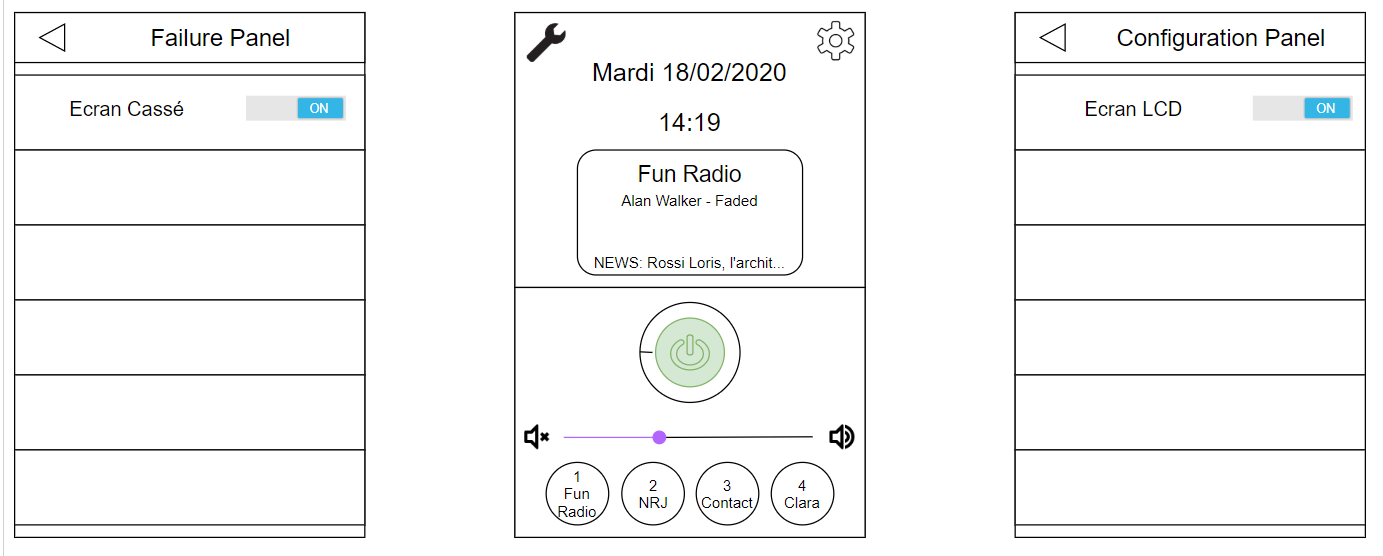 Failure Panel
Ecran Cassé
ON
Mardi 18/02/2020
14:19
Fun Radio
Alan Walker - Faded
NEWS: Rossi Loris, l'archit...
1
Fun
Radio
2
NRJ
3
Contact
4
Clara
Configuration Panel
Ecran LCD
ON